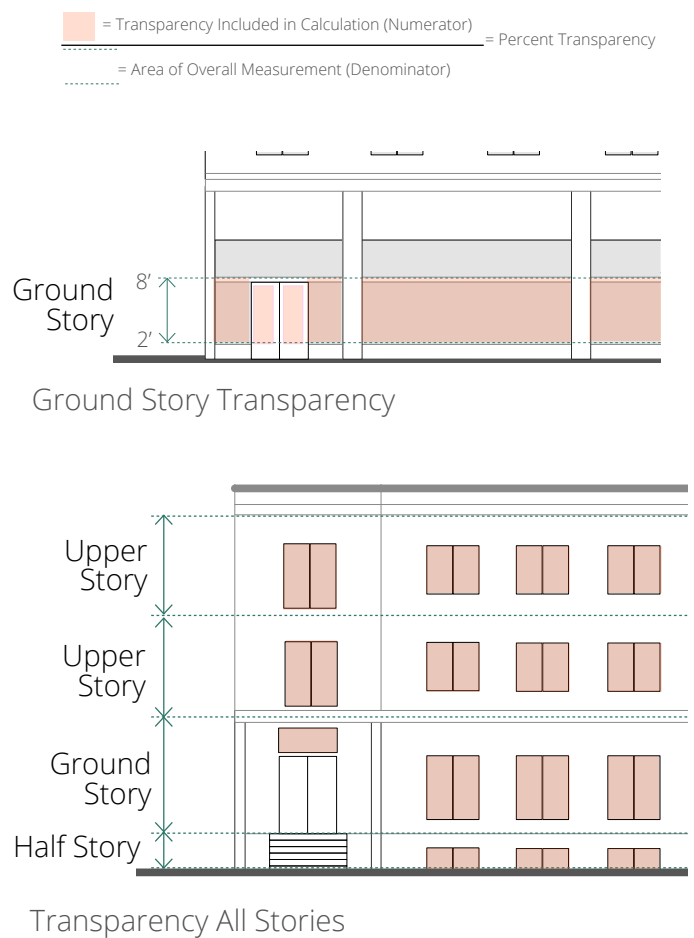 = Transparency Included in Calculation (Numerator)
= Percent Transparency
= Area of Overall Measurement (Denominator)
8’
Ground
Story
2’
Ground Story Transparency
Upper
Story
Upper
Story
Ground
Story
Half Story
Transparency All Stories